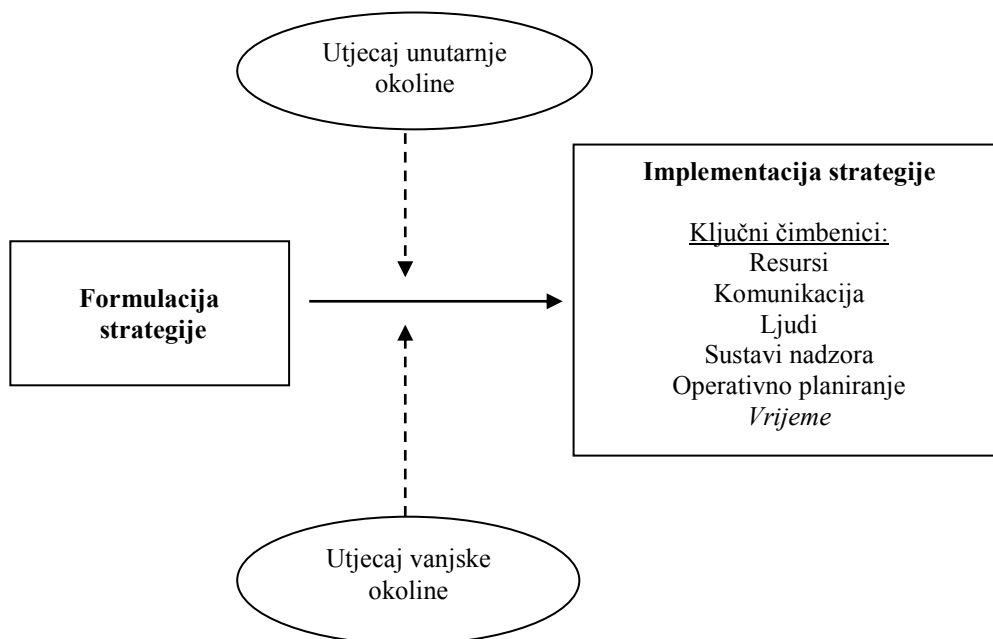 Utjecaj unutarnje
okoline
Formulacija
strategije
Implementacija strategije
Ključni čimbenici:
Resursi
Komunikacija
Ljudi
Sustavi nadzora
Operativno planiranje
Vrijeme
Utjecaj vanjske
okoline